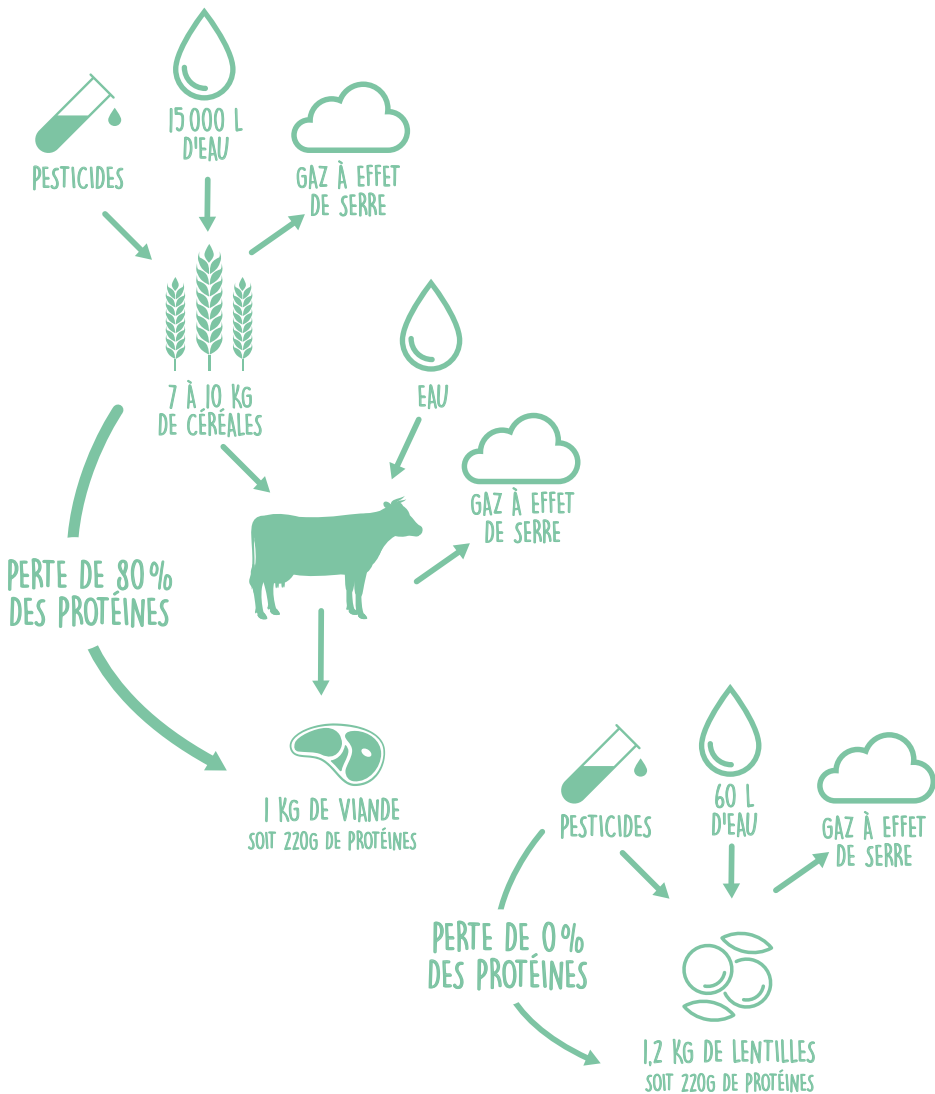 15 000 L
D'EAU
PESTICIDES
GAZ À EFFET
DE SERRE
7 À 10 KG
DE CÉRÉALES
EAU
GAZ À EFFET
DE SERRE
PERTE DE 80%
DES PROTÉINES
1 KG DE VIANDE
SOIT 220G DE PROTÉINES
PESTICIDES
60 L
D'EAU
GAZ À EFFET
DE SERRE
PERTE DE 0%
DES PROTÉINES
1,2 KG DE LENTILLES
SOIT 220G DE PROTÉINES